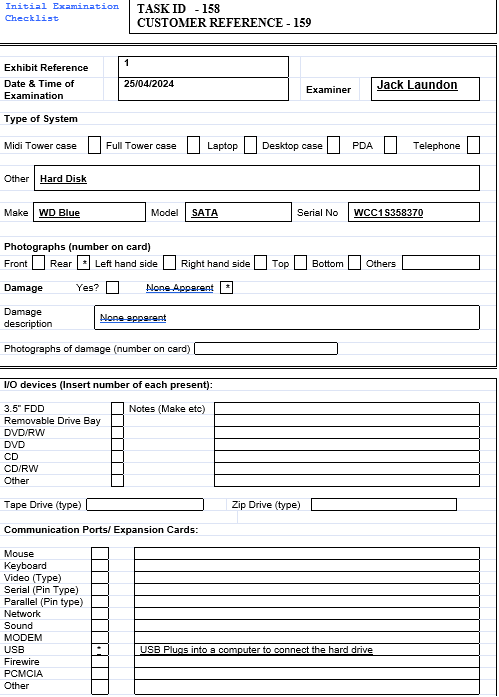 Initial Examination
Checklist
TASK ID - 158
CUSTOMER REFERENCE - 159
Exhibit Reference 1
Date & Time of
Examination 25/04/2024 Examiner Jack Laundon
Type of System
Midi Tower case Full Tower case Laptop Desktop case PDA Telephone
Other Hard Disk
Make WD Blue Model SATA Serial No WCC1S358370
Photographs (number on card)
Front Rear * Left hand side Right hand side Top Bottom Others
Damage Yes? None Apparent *
Damage
description None apparent
Photographs of damage (number on card)
I/O devices (Insert number of each present):
3.5" FDD Notes (Make etc)
Removable Drive Bay
DVD/RW
DVD
CD
CD/RW
Other
Tape Drive (type) Zip Drive (type)
Communication Ports/ Expansion Cards:
Mouse
Keyboard
Video (Type)
Serial (Pin Type)
Parallel (Pin type)
Network
Sound
MODEM
USB * USB Plugs into a computer to connect the hard drive
Firewire
PCMCIA
Other